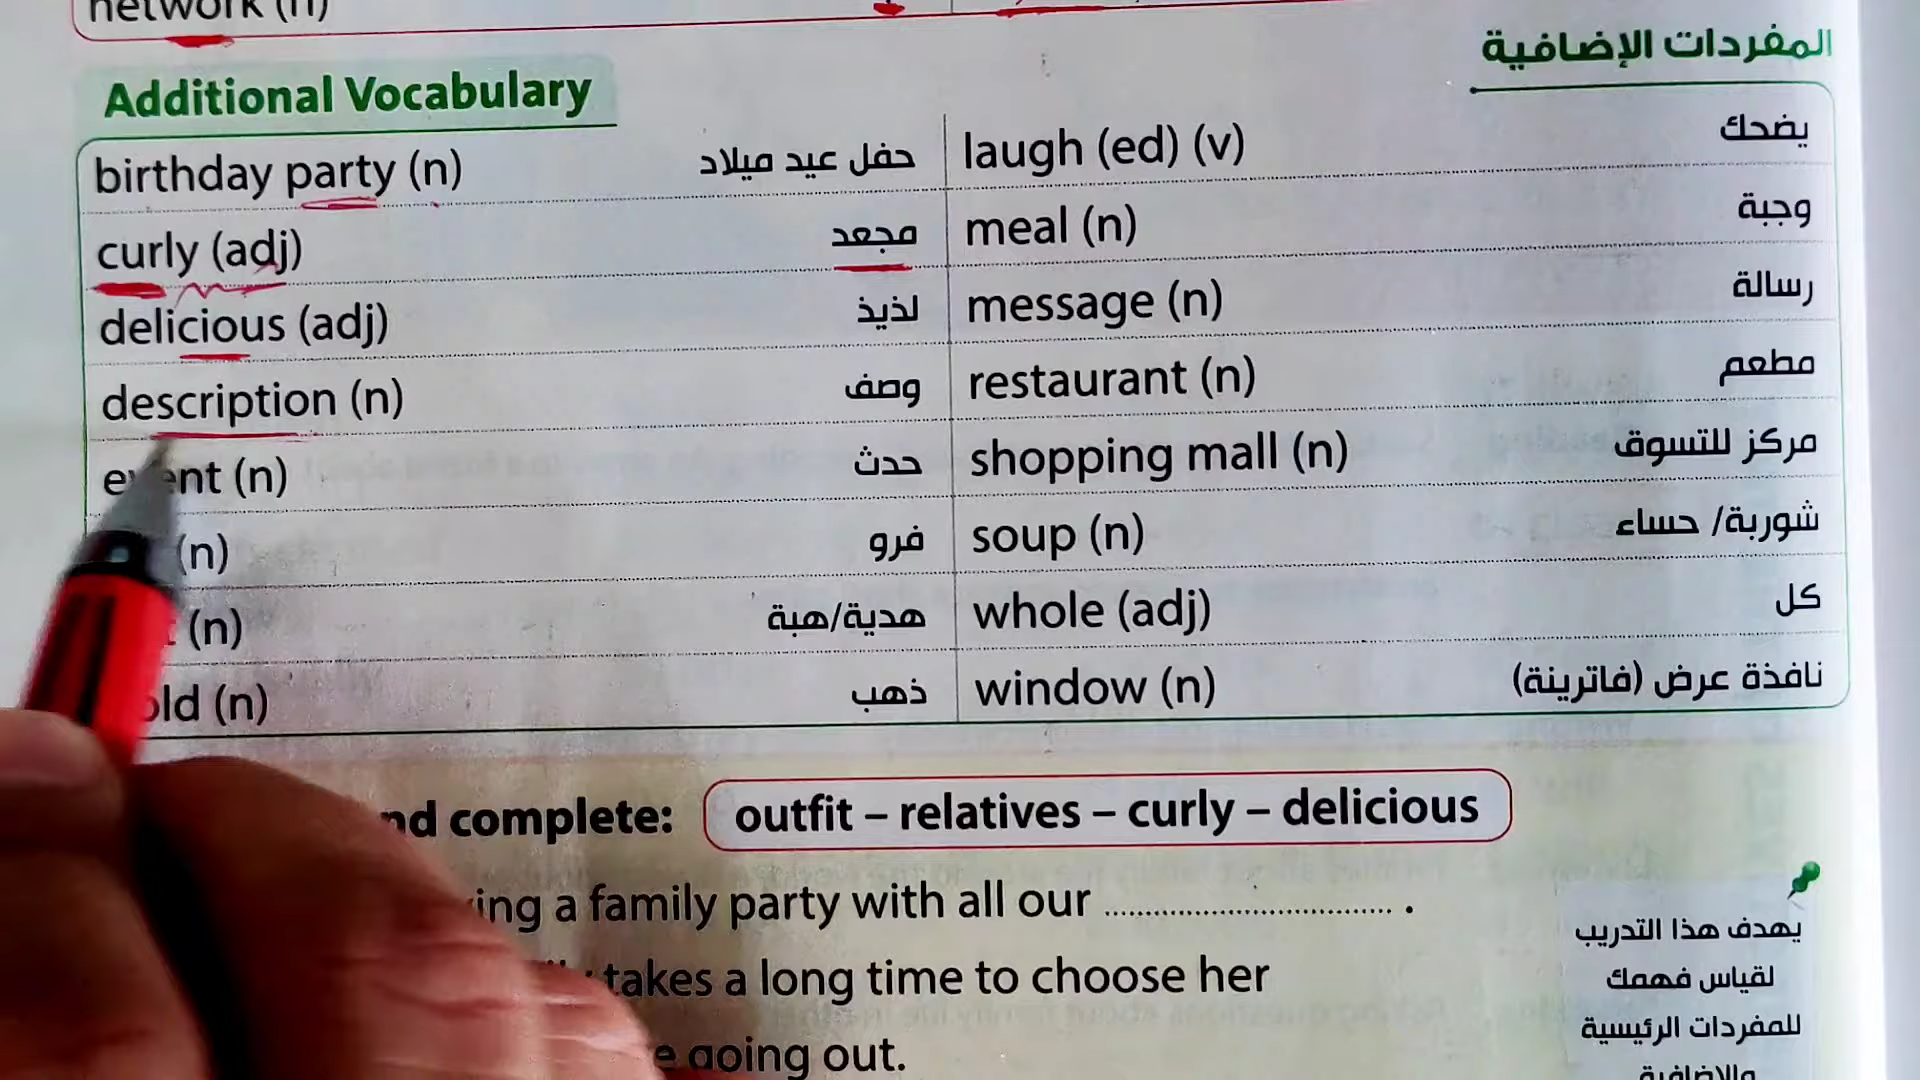 network (n)
المفردات الإضافية
Additional Vocabulary
birthday party (n) حفل عيد ميلاد laugh (ed) (v) يضحك
curly (adj) مجعد meal (n) وجبة
delicious (adj) لذيذ message (n) رسالة
description (n) وصف restaurant (n) مطعم
event (n) حدث shopping mall (n) مركز للتسوق
(n) فرو soup (n) شوربة/ حساء
(n) هدية/هبة whole (adj) كل
(n) ذهب window (n) نافذة عرض (فاترينة)
complete: outfit – relatives – curly – delicious
a family party with all our .
takes a long time to choose her
going out.
يهدف هذا التدريب
لقياس فهمك
للمفردات الرئيسية
والإضافية